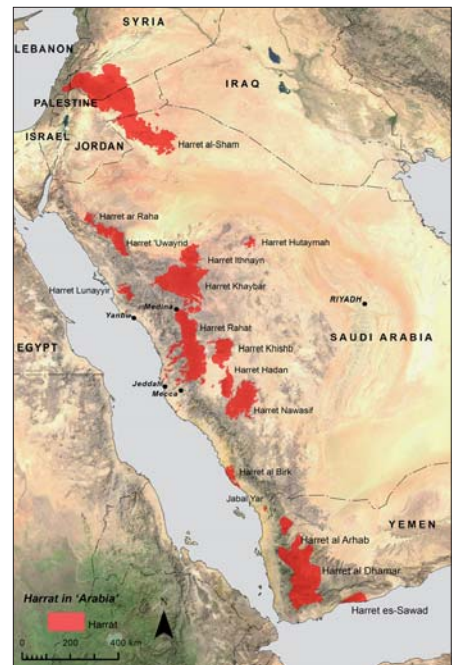 SYRIA
LEBANON
IRAQ
PALESTINE
ISRAEL
JORDAN
Harret al-Sham
Harret ar Raha
Harret 'Uwayrid
Harret Hutaymah
Harret Ithnayn
Harret Khaybar
Harret Lunayyir
Medina
Yanbu
RIYADH
Harret Rahat
SAUDI ARABIA
EGYPT
Harret Khishb
Harret Hadan
Jeddah
Mecca
Harret Nawasif
Harret al Birk
Jabal Yar
YEMEN
Harret al Arhab
Harret al Dhamar
Harret es-Sawad
Harrat in 'Arabia'
Harrat
0 200 400 km